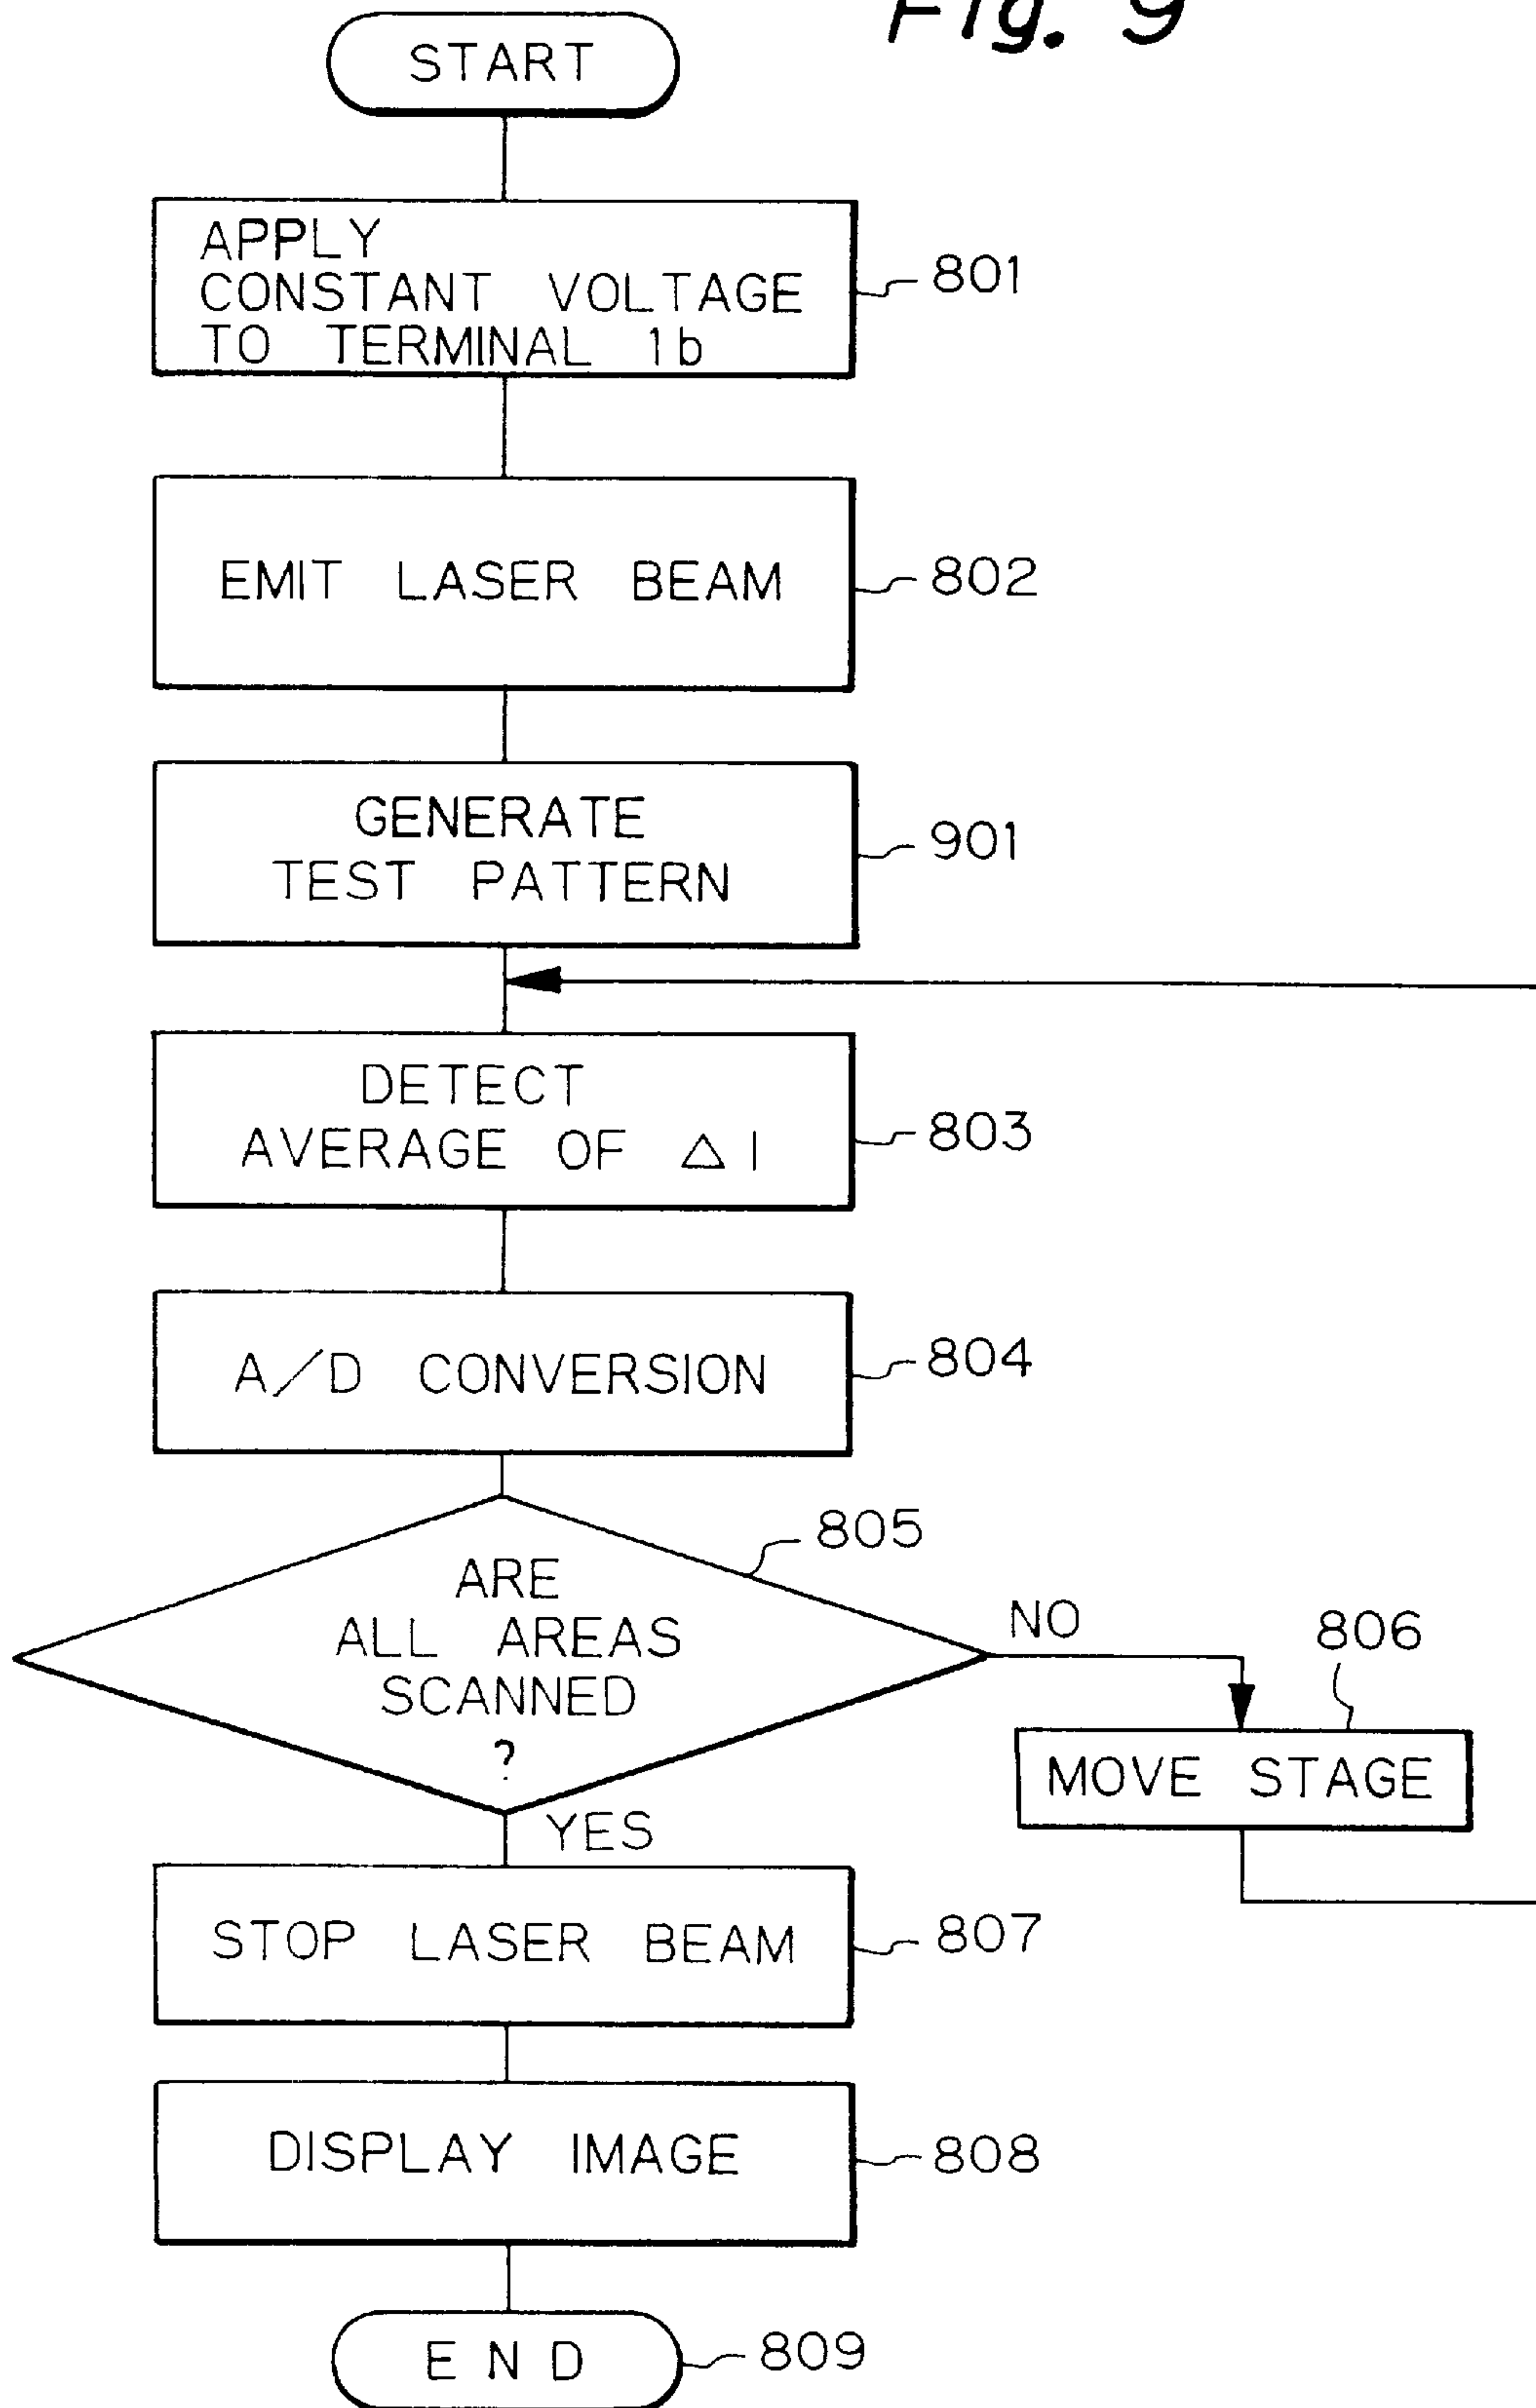 Fig. 9
START
APPLY
CONSTANT VOLTAGE
TO TERMINAL 1b
801
EMIT LASER BEAM
802
GENERATE
TEST PATTERN
901
DETECT
AVERAGE OF △I
803
A/D CONVERSION
804
805
ARE
ALL AREAS
SCANNED
?
NO
806
MOVE STAGE
YES
STOP LASER BEAM
807
DISPLAY IMAGE
808
END
809